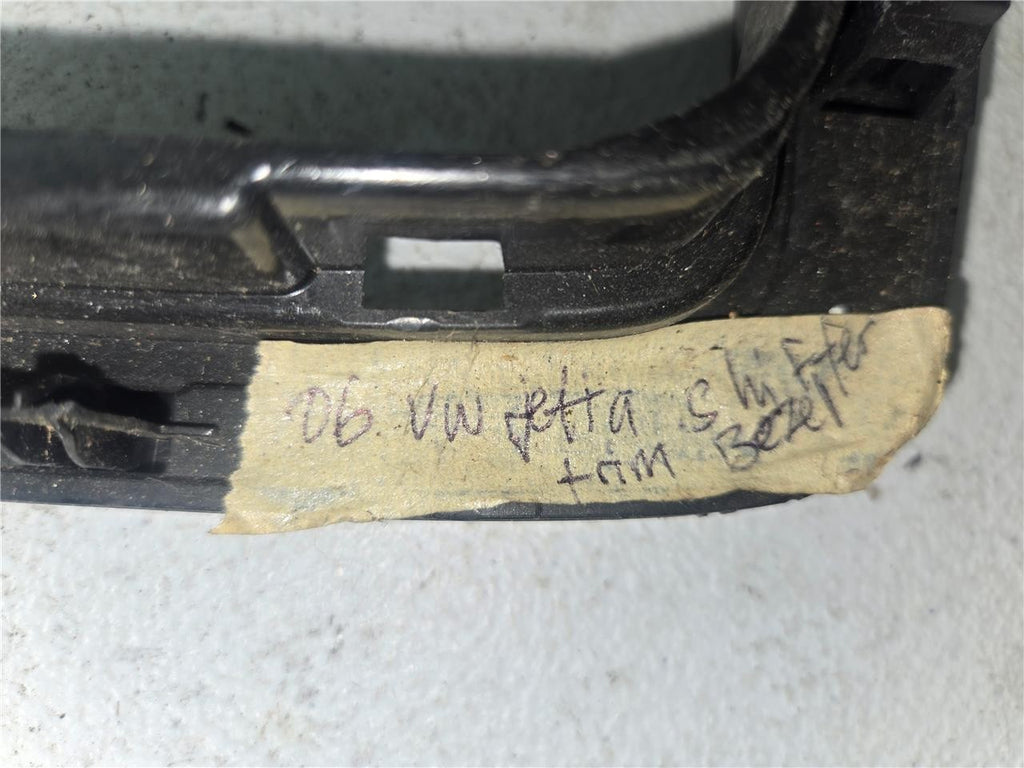 06 VW jetta shifter
trim Bezel